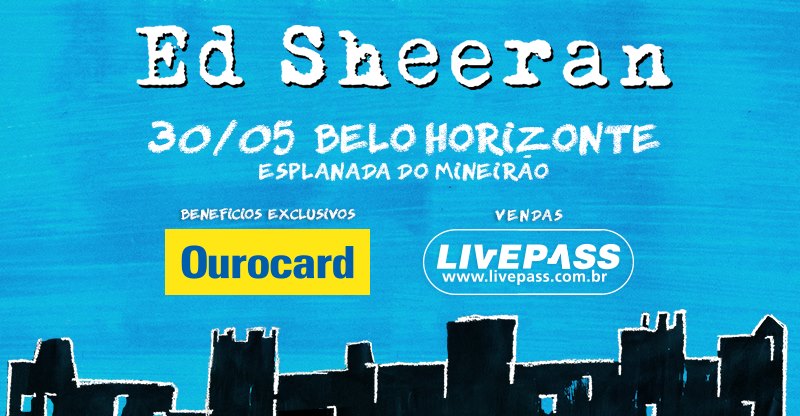 Ed Sheeran
30/05 BELO HORIZONTE
ESPLANADA DO MINEIRÃO
BENEFÍCIOS EXCLUSIVOS
Ourocard
VENDAS
LIVEPASS
www.livepass.com.br